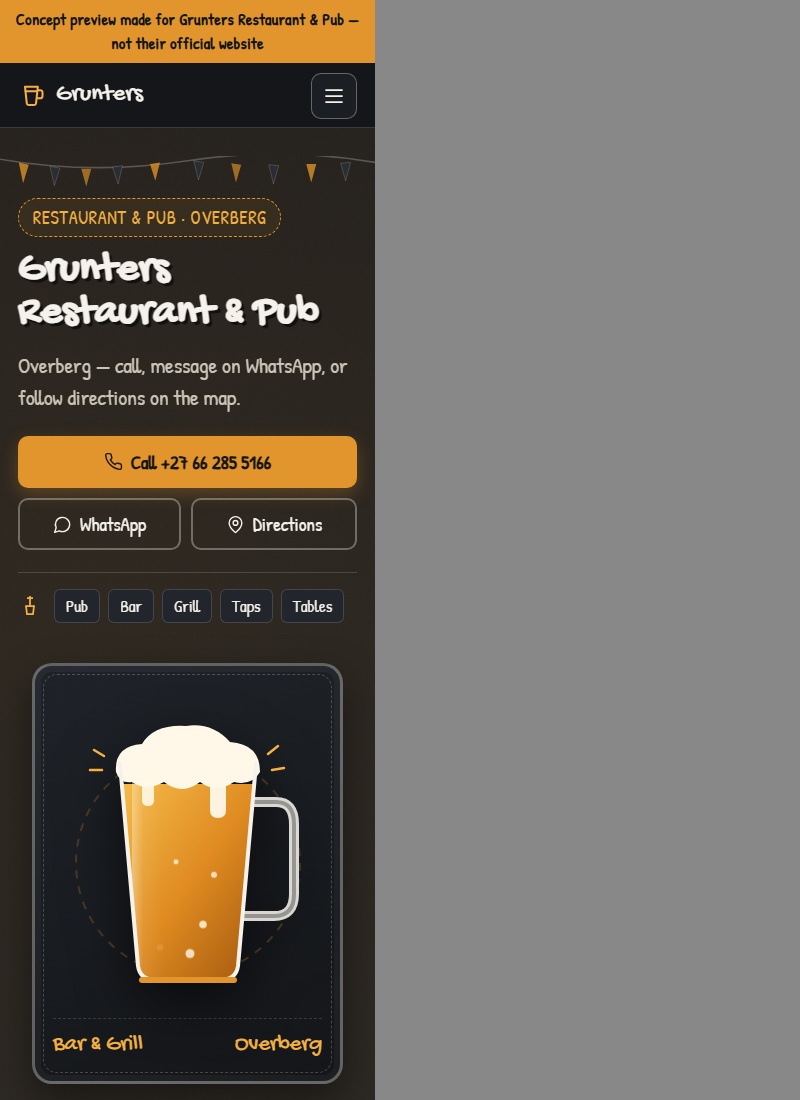 Concept preview made for Grunters Restaurant & Pub —
not their official website
Grunters
RESTAURANT & PUB · OVERBERG
Grunters
Restaurant & Pub
Overberg — call, message on WhatsApp, or
follow directions on the map.
Call +27 66 285 5166
WhatsApp
Directions
Pub
Bar
Grill
Taps
Tables
Bar & Grill
Overberg